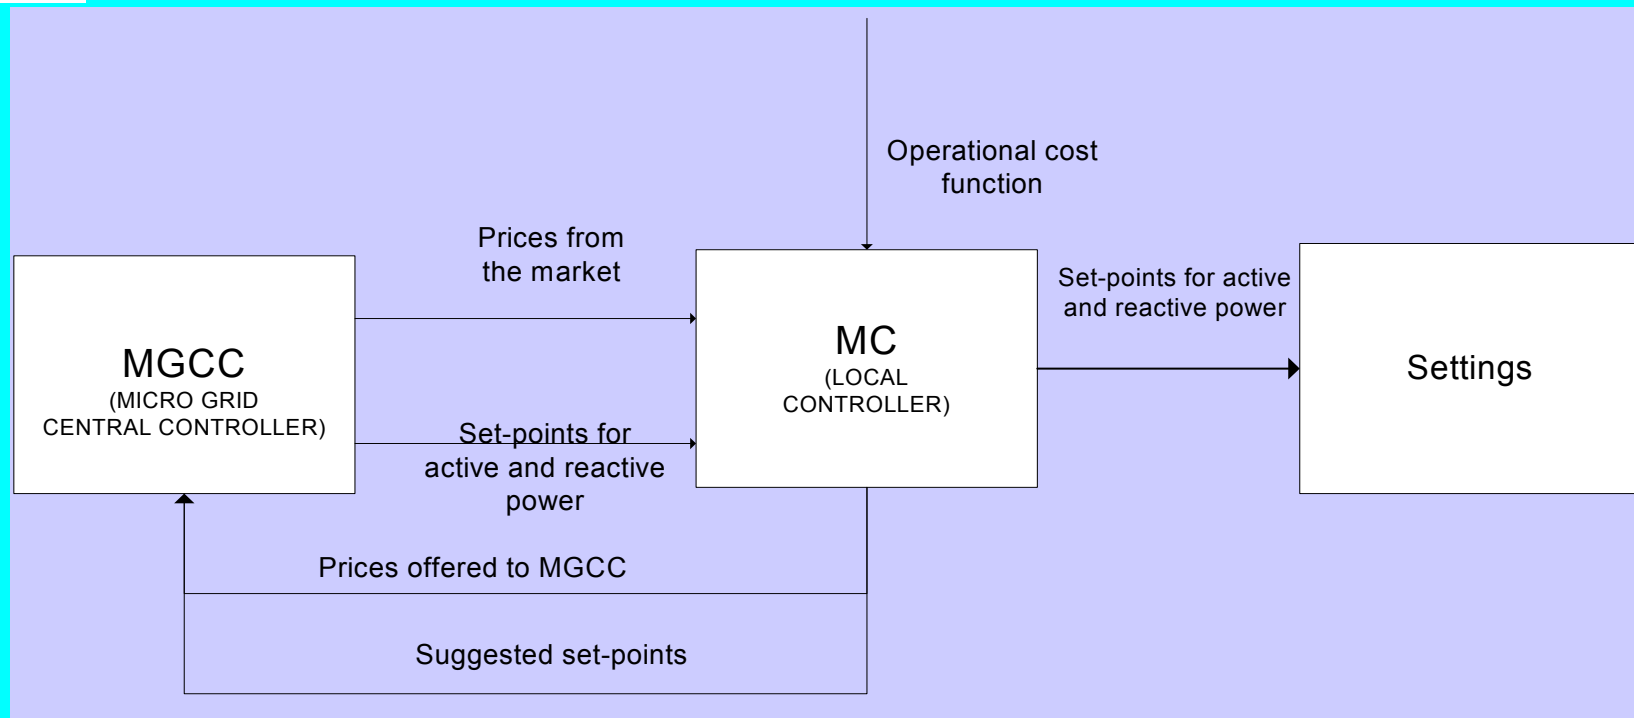 Operational cost
function
Prices from
the market
Set-points for active
and reactive power
MGCC
(MICRO GRID
CENTRAL CONTROLLER)
MC
(LOCAL
CONTROLLER)
Settings
Set-points for
active and reactive
power
Prices offered to MGCC
Suggested set-points